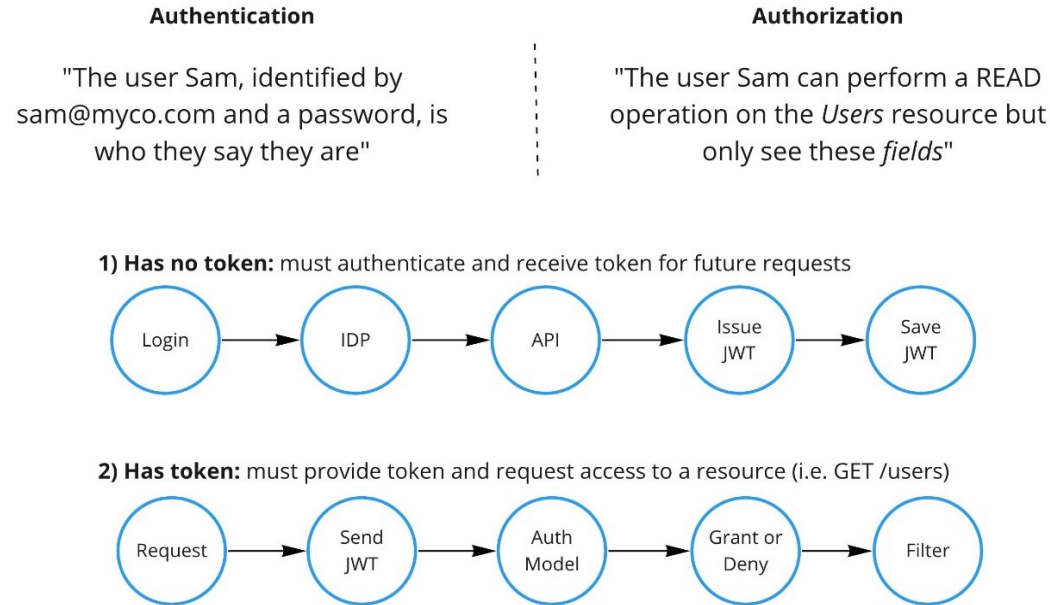 Authentication
Authorization
"The user Sam, identified by
sam@myco.com and a password, is
who they say they are"
"The user Sam can perform a READ
operation on the Users resource but
only see these fields"
1) Has no token: must authenticate and receive token for future requests
Login
IDP
API
Issue
JWT
Save
JWT
2) Has token: must provide token and request access to a resource (i.e. GET /users)
Request
Send
JWT
Auth
Model
Grant or
Deny
Filter